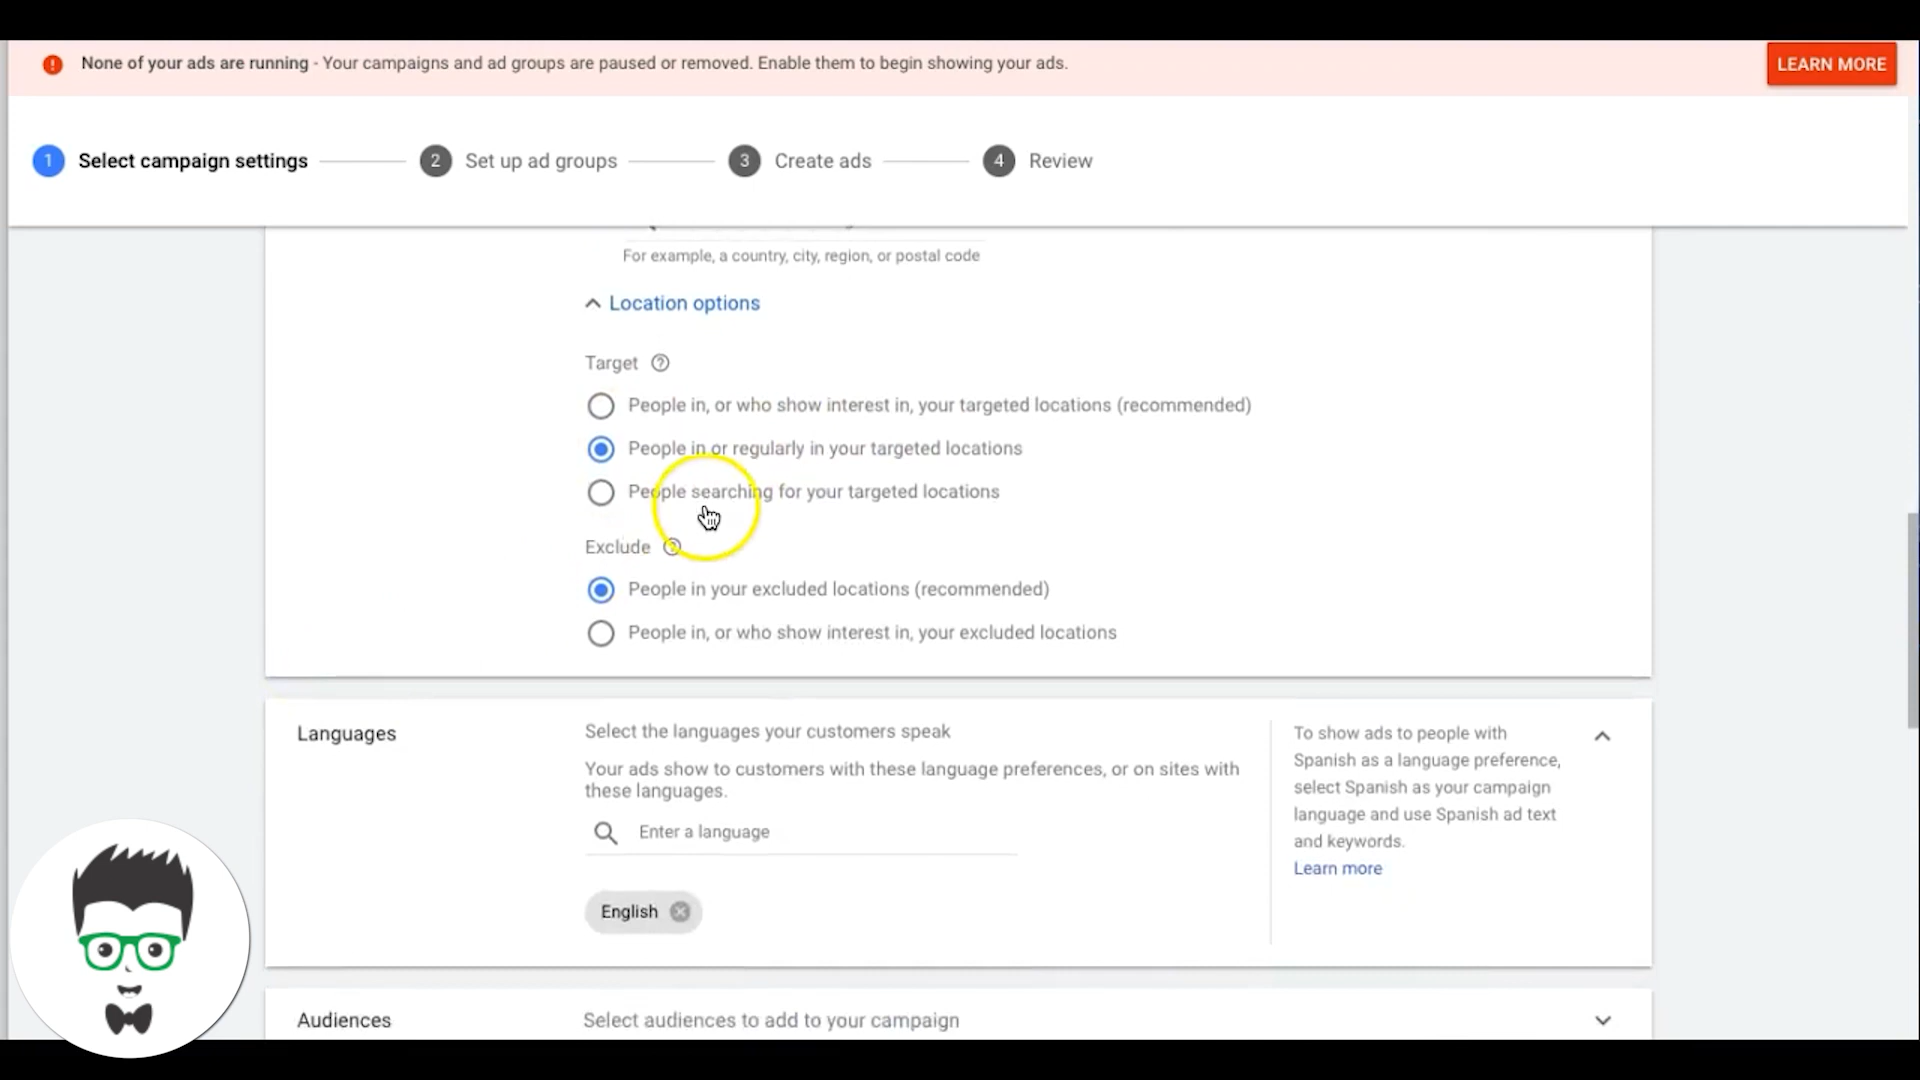 None of your ads are running - Your campaigns and ad groups are paused or removed. Enable them to begin showing your ads.
LEARN MORE
1 Select campaign settings
2 Set up ad groups
3 Create ads
4 Review
For example, a country, city, region, or postal code
Location options
Target
People in, or who show interest in, your targeted locations (recommended)
People in or regularly in your targeted locations
People searching for your targeted locations
Exclude
People in your excluded locations (recommended)
People in, or who show interest in, your excluded locations
Languages
Select the languages your customers speak
Your ads show to customers with these language preferences, or on sites with
these languages.
Enter a language
English
To show ads to people with
Spanish as a language preference,
select Spanish as your campaign
language and use Spanish ad text
and keywords.
Learn more
Audiences
Select audiences to add to your campaign